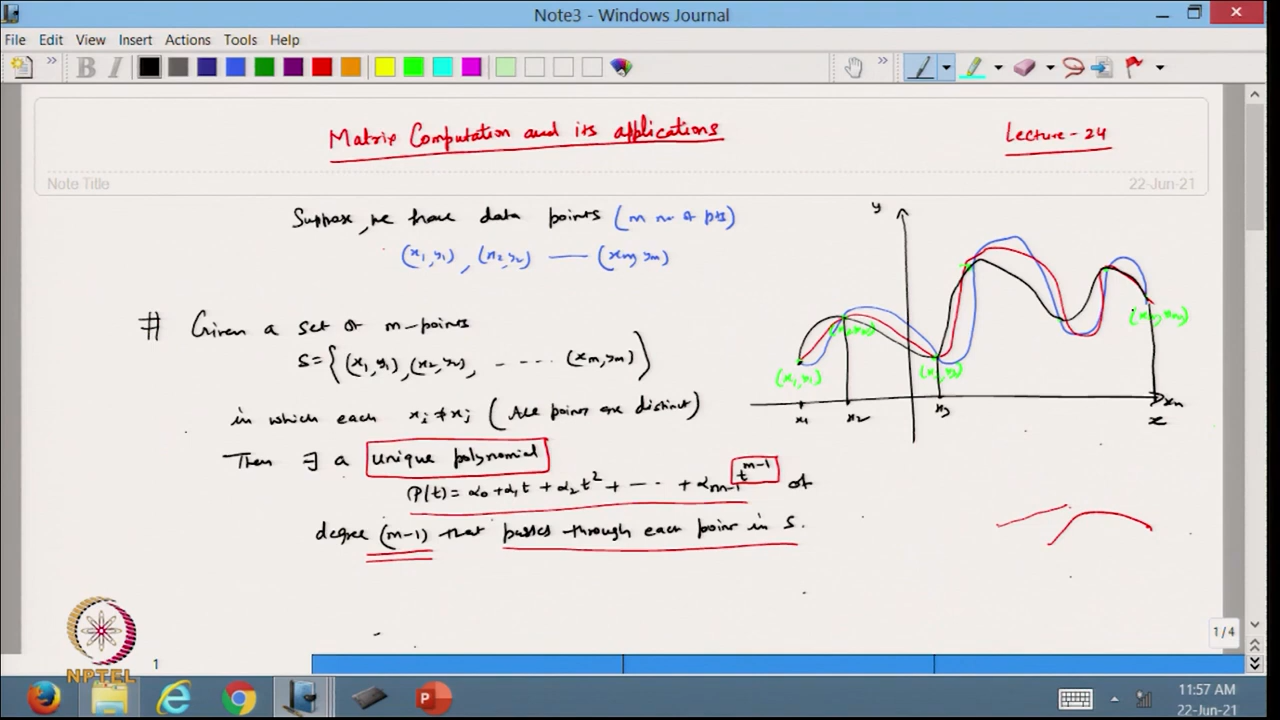 Note3 - Windows Journal
File Edit View Insert Actions Tools Help
Matrix Computation and its applications
Lecture-24
Note Title
22-Jun-21
Suppose, we have data points (m no of pts)
(x1,y1), (x2,y2) —— (xm,ym)
# Given a set of m-points
S={(x1,y1),(x2,y2), - - - - (xm,ym)}
in which each xi≠xj (All points are distinct)
Then ∃ a unique polynomial
P(t) = α0+α1t + α2t² + --- + αm-1 t^m-1 of
degree (m-1) that passes through each point in S.
y
(x1,y1)
x1
x2
x3
xm
x
1/4
1
NPTEL
11:57 AM
22-Jun-21